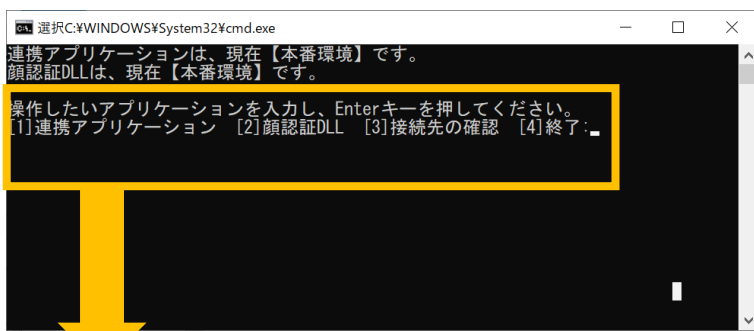 選択C:¥WINDOWS¥System32¥cmd.exe
連携アプリケーションは、現在【本番環境】です。
顔認証DLLは、現在【本番環境】です。
操作したいアプリケーションを入力し、Enterキーを押してください。
[1]連携アプリケーション [2]顔認証DLL [3]接続先の確認 [4]終了: